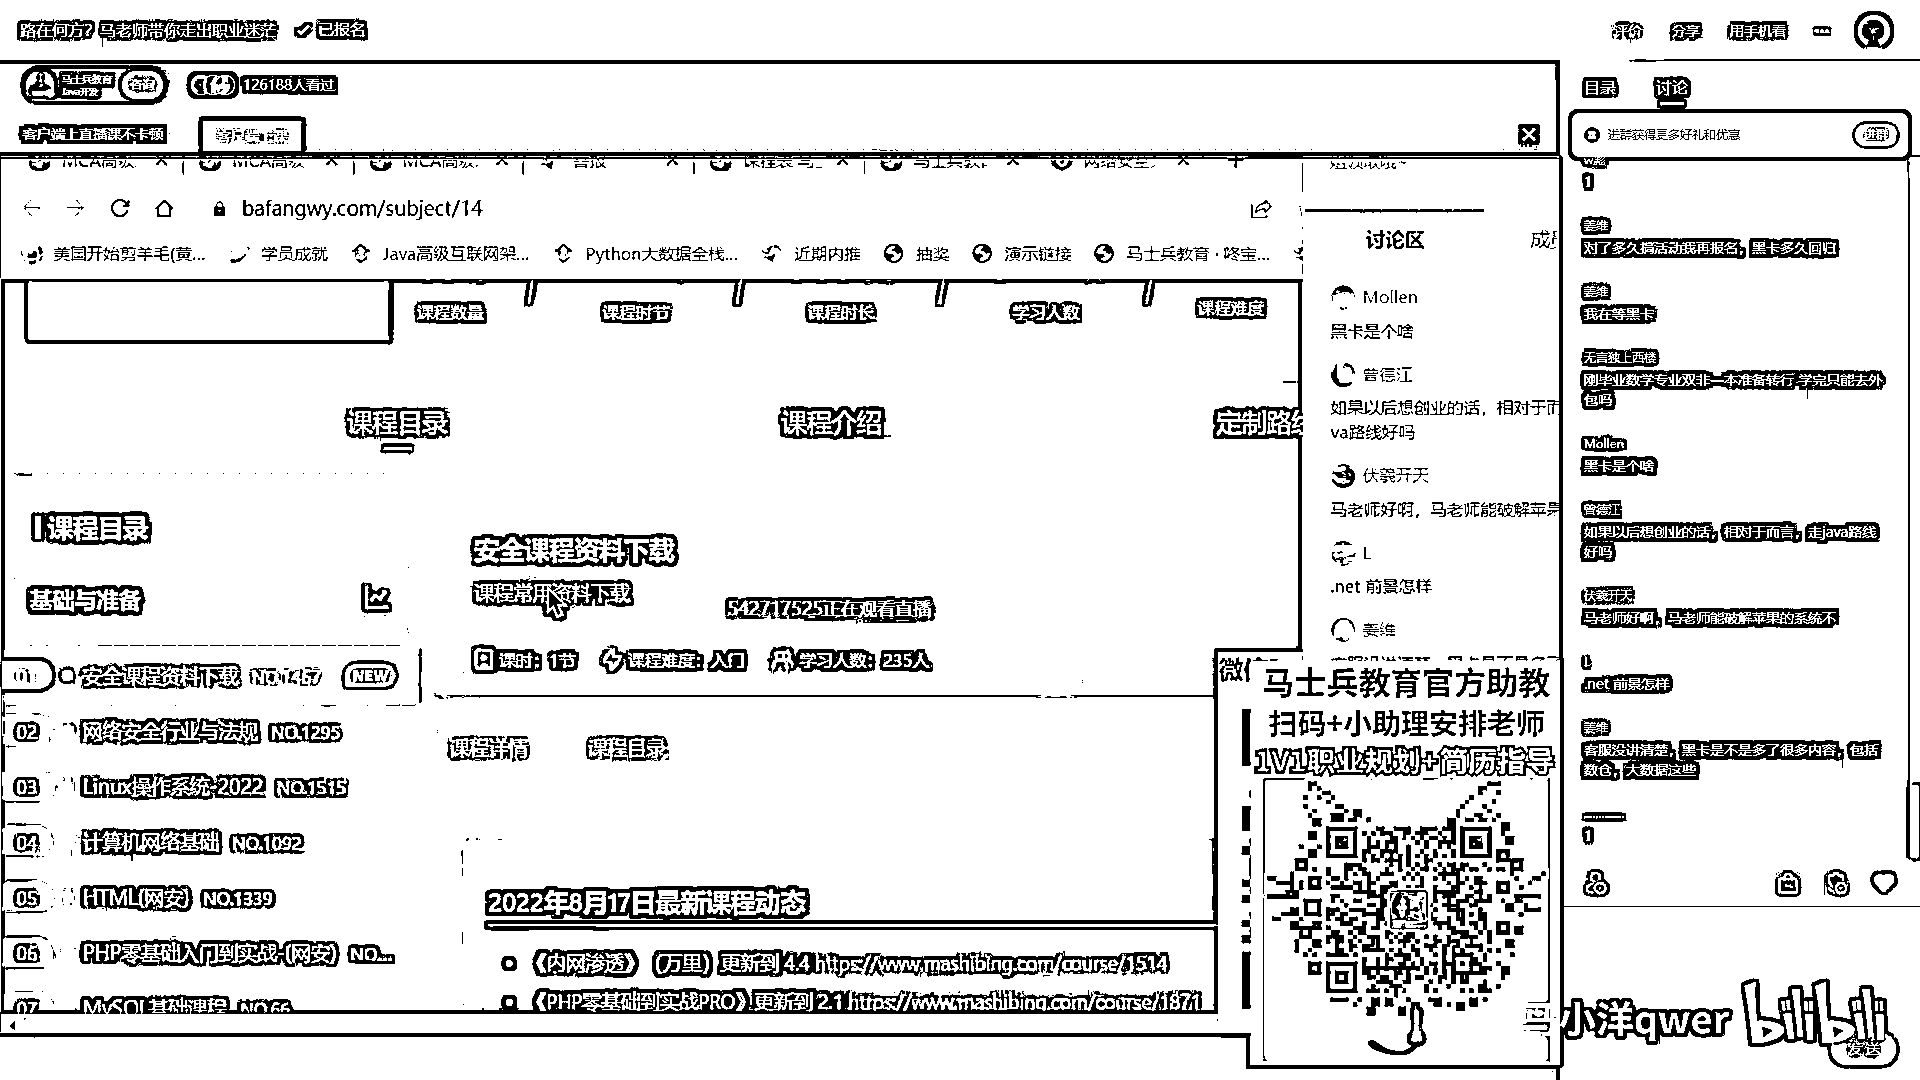 路在何方？马老师带你走出职业迷茫 已报名
评价 分享 用手机看
马士兵教育
Java开发
咨询
126188人看过
客户端上直播课不卡顿
目录 讨论
进群获得更多好礼和优惠 进群
MCA高级.
MCA高级.
MCA高级.
喜报
马士兵教育
网络安全
bafangwy.com/subject/14
美国开始剪羊毛(黄...
学员成就
Java高级互联网架...
Python大数据全栈...
近期内推
抽奖
演示链接
马士兵教育·咚宝...
课程数量
课程时节
课程时长
学习人数
课程难度
课程目录
课程介绍
定制路线
课程目录
基础与准备
01 安全课程资料下载 NO.1467 NEW
02 网络安全行业与法规 NO.1295
03 Linux操作系统-2022 NO.1515
04 计算机网络基础 NO.1092
05 HTML(网安) NO.1339
06 PHP零基础入门到实战-(网安) NO...
07 MySQL基础课程 NO.66
安全课程资料下载
课程常用资料下载
542717525正在观看直播
课时：1节 课程难度：入门 学习人数：235人
课程详情 课程目录
2022年8月17日最新课程动态
《内网渗透》（万里）更新到 4.4 https://www.mashibing.com/course/1514
《PHP零基础到实战PRO》更新到 2.1 https://www.mashibing.com/course/1871
讨论区 成员
Mollen
黑卡是个啥
曾德江
如果以后想创业的话，相对于而
va路线好吗
伏羲开天
马老师好啊，马老师能破解苹果
L
.net 前景怎样
姜维
马士兵教育官方助教
扫码+小助理安排老师
1V1职业规划+简历指导
1
姜维
对了多久搞活动我再报名，黑卡多久回归
姜维
我在等黑卡
无言独上西楼
刚毕业数学专业双非一本准备转行 学完只能去外
包吗
Mollen
黑卡是个啥
曾德江
如果以后想创业的话，相对于而言，走java路线
好吗
伏羲开天
马老师好啊，马老师能破解苹果的系统不
L
.net 前景怎样
姜维
客服没讲清楚，黑卡是不是多了很多内容，包括
数仓，大数据这些
1
小洋qwer bilibili
发送